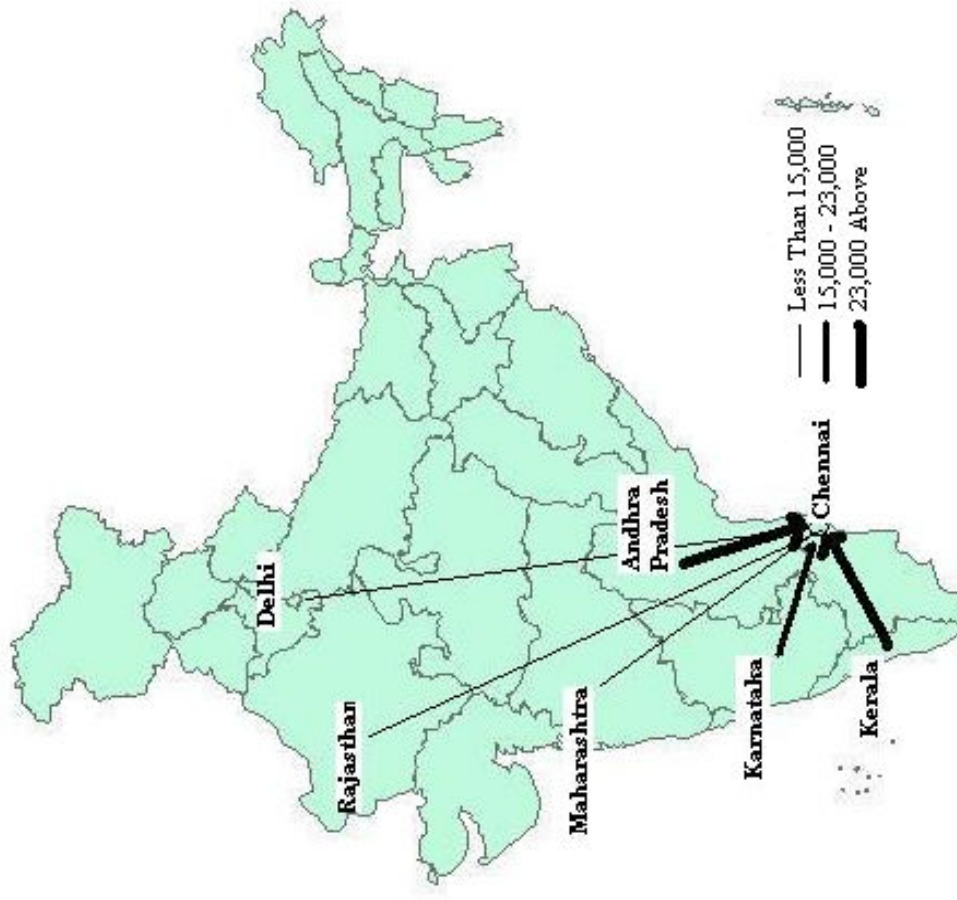 Delhi
Rajasthan
Andhra
Pradesh
Maharashtra
Karnataka
Chennai
Kerala
Less Than 15,000
15,000 - 23,000
23,000 Above